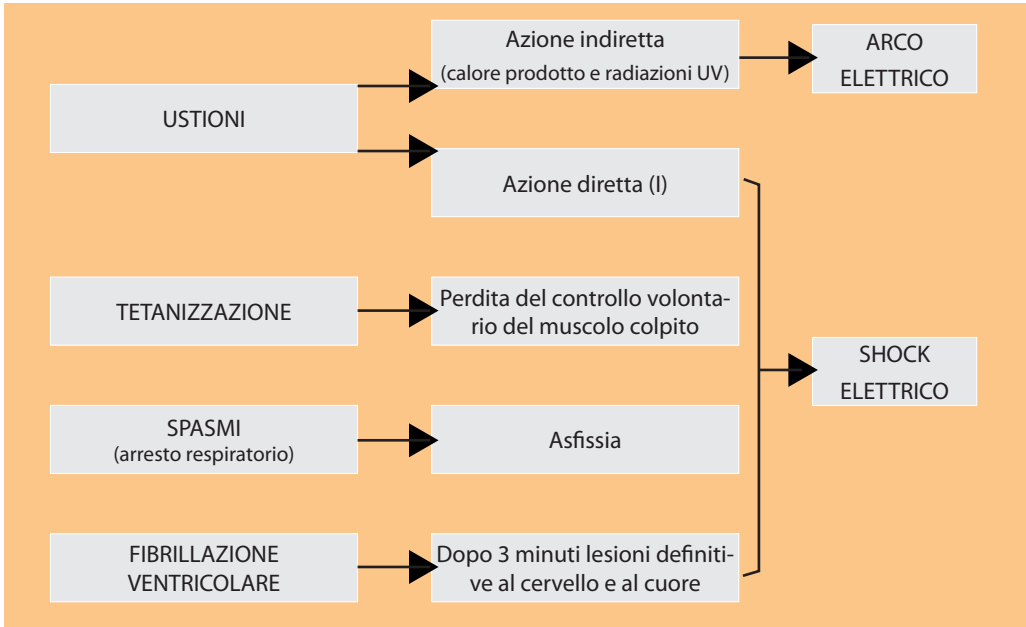 USTIONI
Azione indiretta
(calore prodotto e radiazioni UV)
ARCO
ELETTRICO
Azione diretta (I)
TETANIZZAZIONE
Perdita del controllo volonta-
rio del muscolo colpito
SHOCK
ELETTRICO
SPASMI
(arresto respiratorio)
Asfissia
FIBRILLAZIONE
VENTRICOLARE
Dopo 3 minuti lesioni definiti-
ve al cervello e al cuore